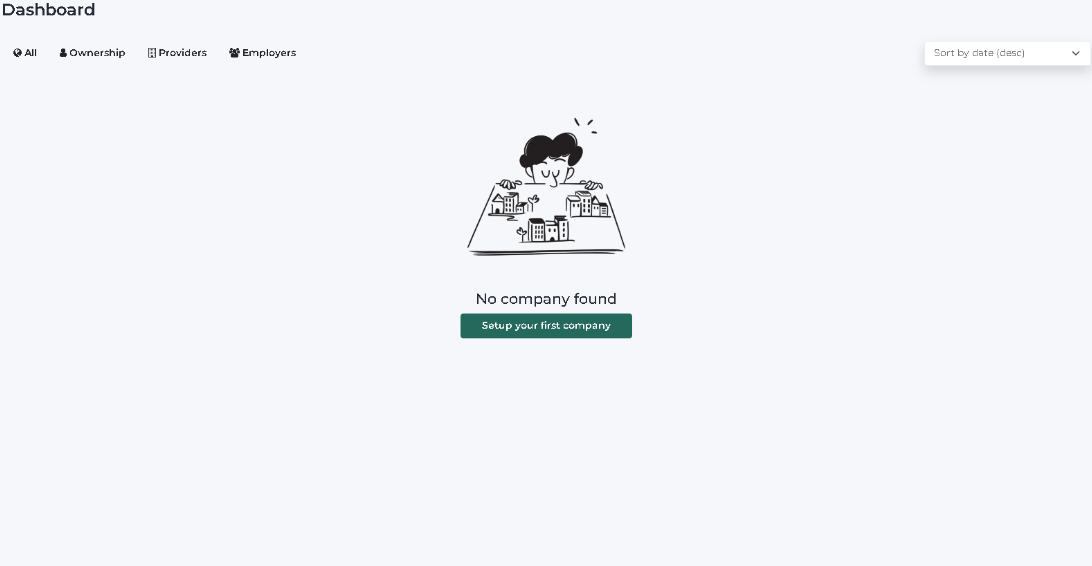 Dashboard
All Ownership Providers Employers Sort by date (desc)
No company found
Setup your first company